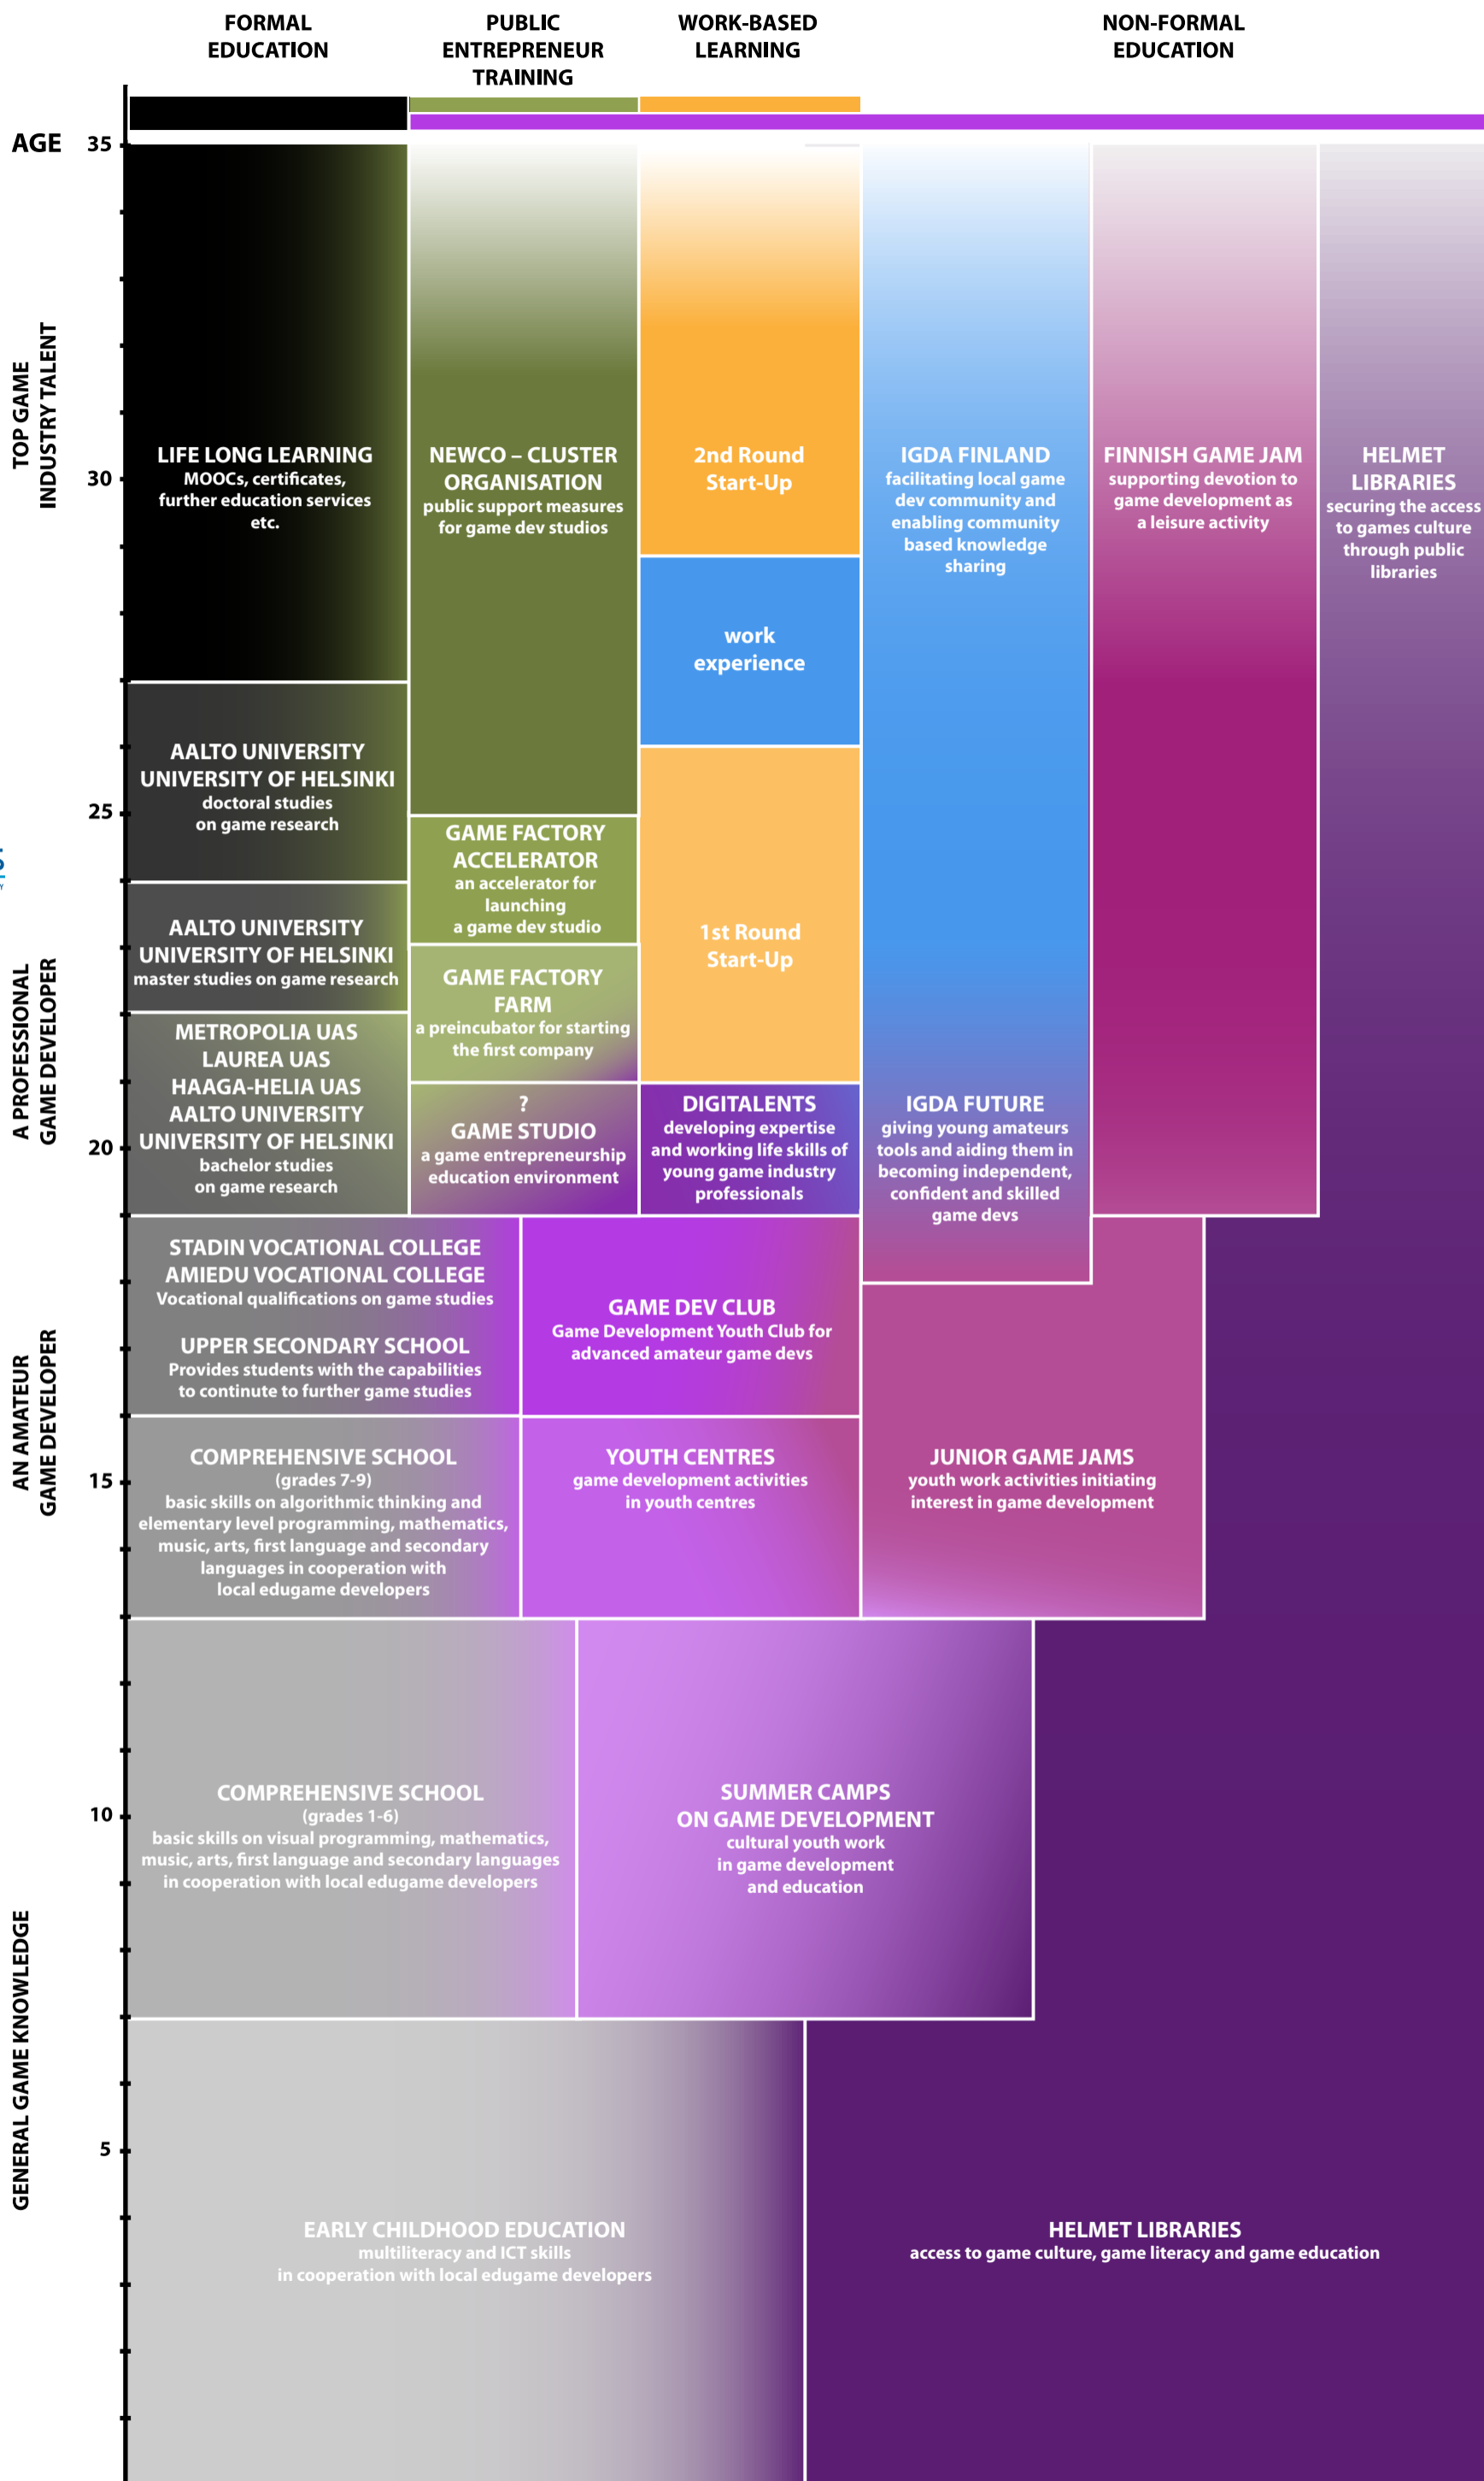 FORMAL
EDUCATION
PUBLIC
ENTREPRENEUR
TRAINING
WORK-BASED
LEARNING
NON-FORMAL
EDUCATION
AGE
35
30
25
20
15
10
5
TOP GAME
INDUSTRY TALENT
A PROFESSIONAL
GAME DEVELOPER
AN AMATEUR
GAME DEVELOPER
GENERAL GAME KNOWLEDGE
LIFE LONG LEARNING
MOOCs, certificates,
further education services
etc.
NEWCO – CLUSTER
ORGANISATION
public support measures
for game dev studios
2nd Round
Start-Up
IGDA FINLAND
facilitating local game
dev community and
enabling community
based knowledge
sharing
FINNISH GAME JAM
supporting devotion to
game development as
a leisure activity
HELMET
LIBRARIES
securing the access
to games culture
through public
libraries
work
experience
AALTO UNIVERSITY
UNIVERSITY OF HELSINKI
doctoral studies
on game research
GAME FACTORY
ACCELERATOR
an accelerator for
launching
a game dev studio
1st Round
Start-Up
AALTO UNIVERSITY
UNIVERSITY OF HELSINKI
master studies on game research
GAME FACTORY
FARM
a preincubator for starting
the first company
METROPOLIA UAS
LAUREA UAS
HAAGA-HELIA UAS
AALTO UNIVERSITY
UNIVERSITY OF HELSINKI
bachelor studies
on game research
?
GAME STUDIO
a game entrepreneurship
education environment
DIGITALENTS
developing expertise
and working life skills of
young game industry
professionals
IGDA FUTURE
giving young amateurs
tools and aiding them in
becoming independent,
confident and skilled
game devs
STADIN VOCATIONAL COLLEGE
AMIEDU VOCATIONAL COLLEGE
Vocational qualifications on game studies
UPPER SECONDARY SCHOOL
Provides students with the capabilities
to continute to further game studies
GAME DEV CLUB
Game Development Youth Club for
advanced amateur game devs
COMPREHENSIVE SCHOOL
(grades 7-9)
basic skills on algorithmic thinking and
elementary level programming, mathematics,
music, arts, first language and secondary
languages in cooperation with
local edugame developers
YOUTH CENTRES
game development activities
in youth centres
JUNIOR GAME JAMS
youth work activities initiating
interest in game development
COMPREHENSIVE SCHOOL
(grades 1-6)
basic skills on visual programming, mathematics,
music, arts, first language and secondary languages
in cooperation with local edugame developers
SUMMER CAMPS
ON GAME DEVELOPMENT
cultural youth work
in game development
and education
EARLY CHILDHOOD EDUCATION
multiliteracy and ICT skills
in cooperation with local edugame developers
HELMET LIBRARIES
access to game culture, game literacy and game education